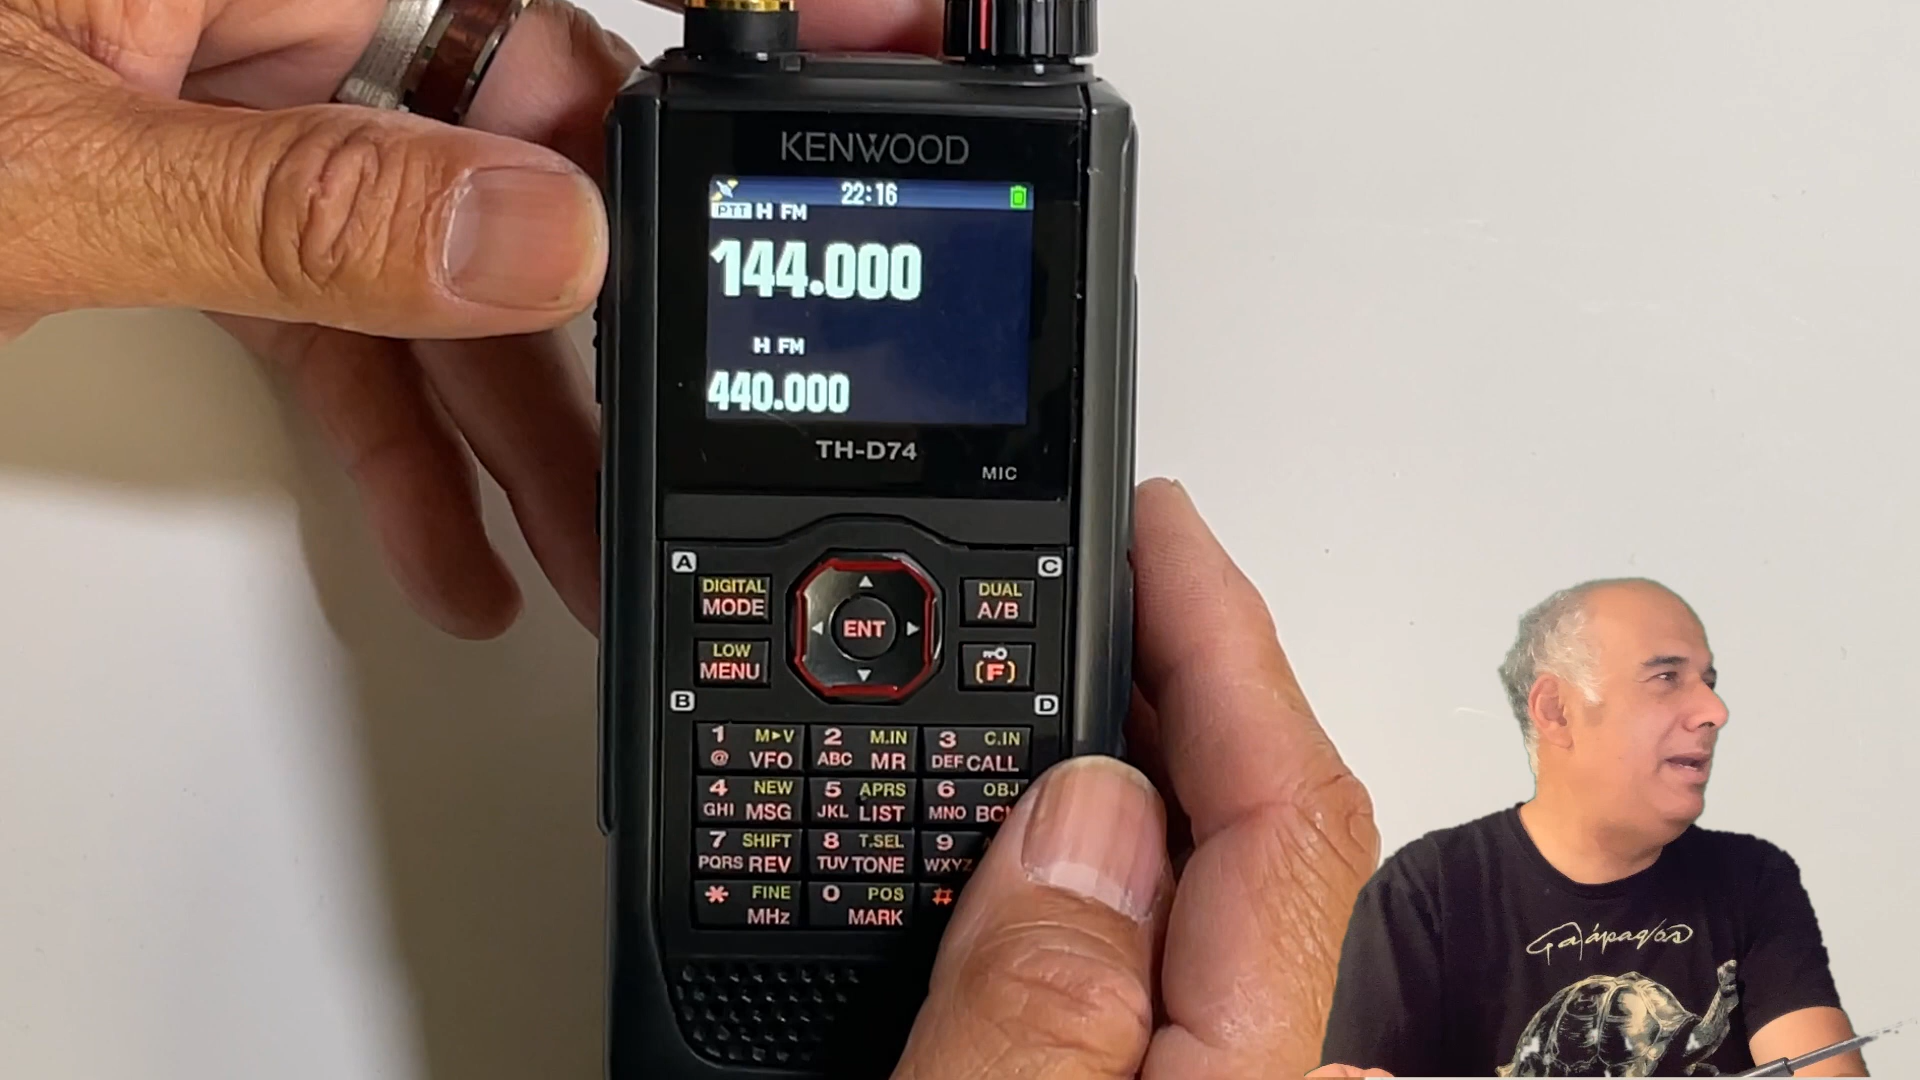 KENWOOD
22:16
PTT H FM
144.000
H FM
440.000
TH-D74
MIC
A
C
DIGITAL
MODE
DUAL
A/B
ENT
LOW
MENU
(F)
B
D
1 M▸V
@ VFO
2 M.IN
ABC MR
3 C.IN
DEF CALL
4 NEW
GHI MSG
5 APRS
JKL LIST
6 OBJ
MNO
7 SHIFT
PQRS REV
8 T.SEL
TUV TONE
9
WXYZ
* FINE
MHz
0 POS
MARK
#
Galápagos